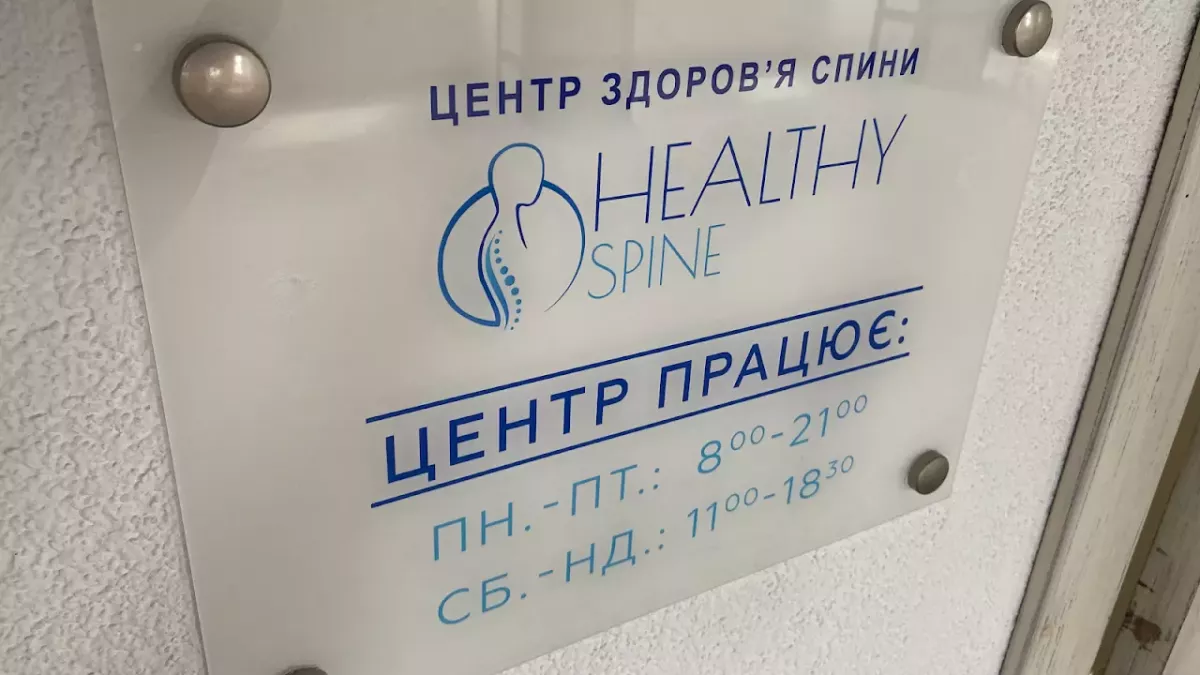 ЦЕНТР ЗДОРОВ'Я СПИНИ
HEALTHY
SPINE
ЦЕНТР ПРАЦЮЄ:
ПН.-ПТ.: 8⁰⁰-21⁰⁰
СБ.-НД.: 11⁰⁰-18³⁰